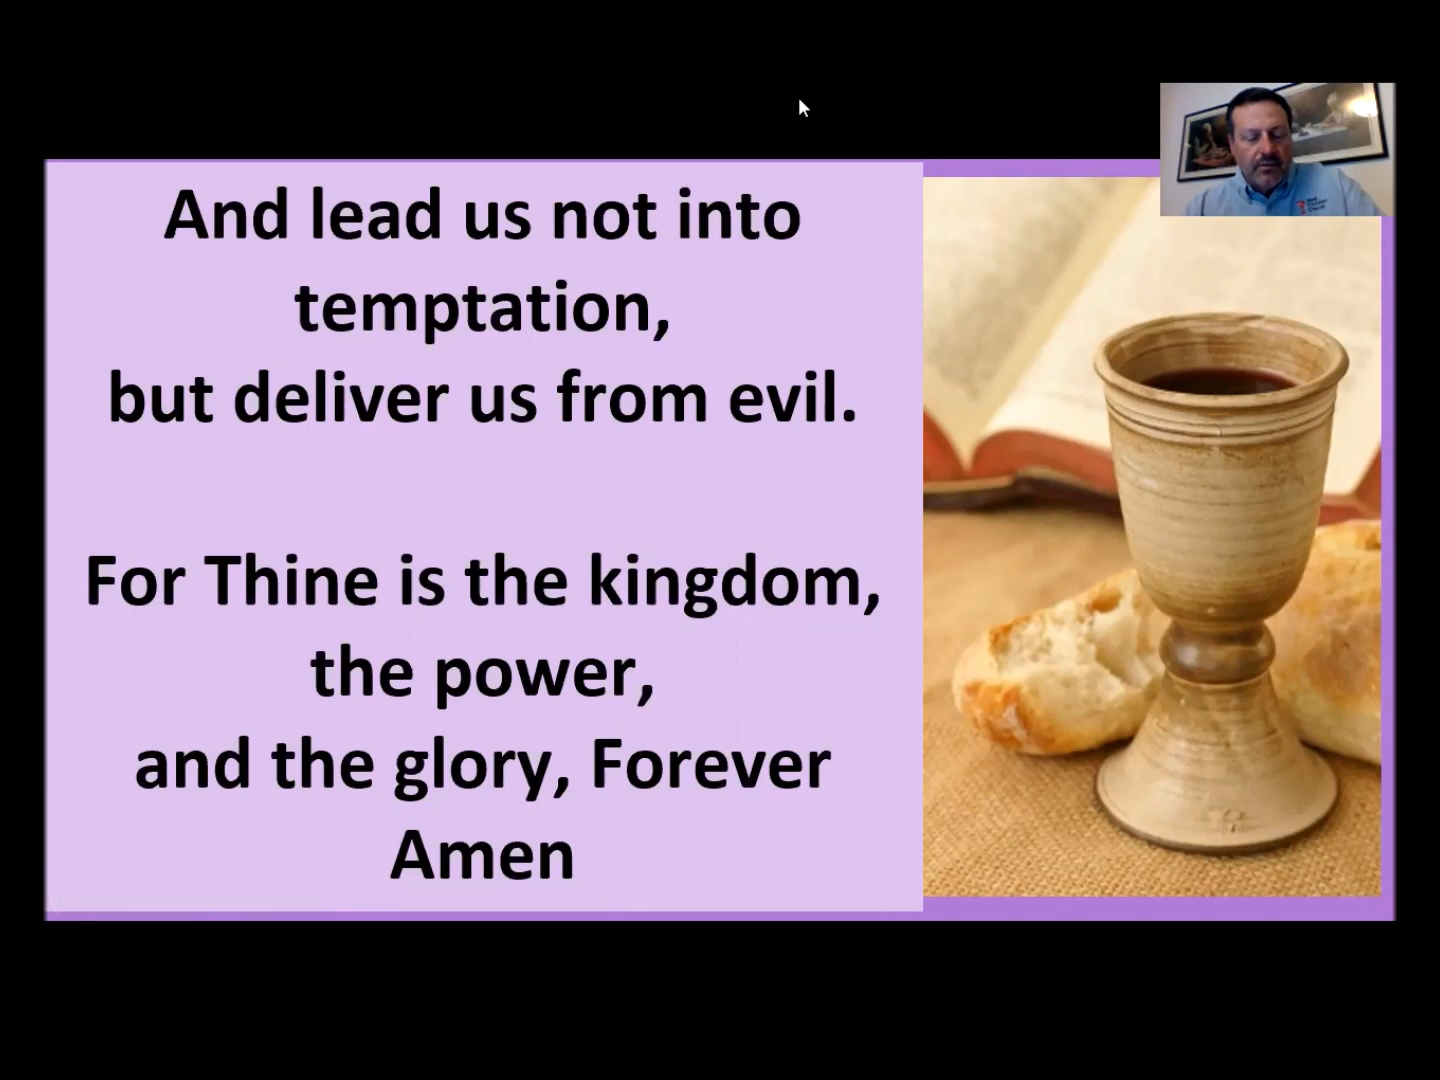 And lead us not into
temptation,
but deliver us from evil.
For Thine is the kingdom,
the power,
and the glory, Forever
Amen